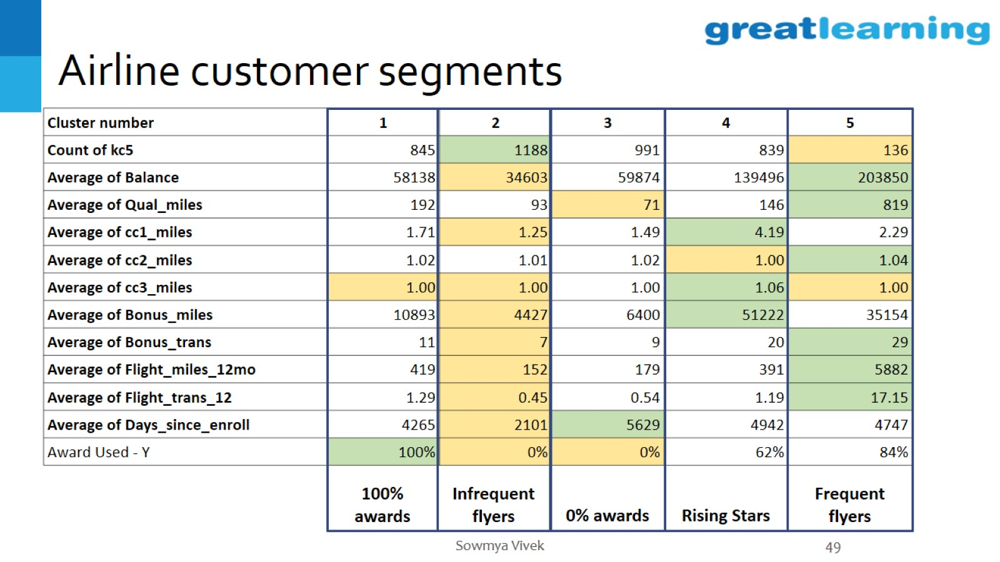 greatlearning
Airline customer segments
Cluster number 1 2 3 4 5
Count of kc5 845 1188 991 839 136
Average of Balance 58138 34603 59874 139496 203850
Average of Qual_miles 192 93 71 146 819
Average of cc1_miles 1.71 1.25 1.49 4.19 2.29
Average of cc2_miles 1.02 1.01 1.02 1.00 1.04
Average of cc3_miles 1.00 1.00 1.00 1.06 1.00
Average of Bonus_miles 10893 4427 6400 51222 35154
Average of Bonus_trans 11 7 9 20 29
Average of Flight_miles_12mo 419 152 179 391 5882
Average of Flight_trans_12 1.29 0.45 0.54 1.19 17.15
Average of Days_since_enroll 4265 2101 5629 4942 4747
Award Used - Y 100% 0% 0% 62% 84%
100% Infrequent Frequent
awards flyers 0% awards Rising Stars flyers
Sowmya Vivek 49